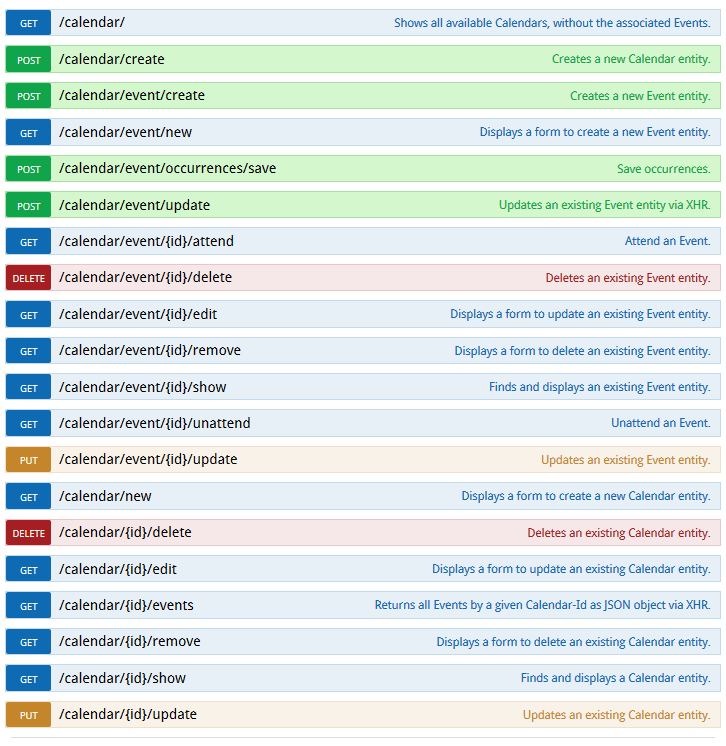 GET /calendar/ Shows all available Calendars, without the associated Events.
POST /calendar/create Creates a new Calendar entity.
POST /calendar/event/create Creates a new Event entity.
GET /calendar/event/new Displays a form to create a new Event entity.
POST /calendar/event/occurrences/save Save occurrences.
POST /calendar/event/update Updates an existing Event entity via XHR.
GET /calendar/event/{id}/attend Attend an Event.
DELETE /calendar/event/{id}/delete Deletes an existing Event entity.
GET /calendar/event/{id}/edit Displays a form to update an existing Event entity.
GET /calendar/event/{id}/remove Displays a form to delete an existing Event entity.
GET /calendar/event/{id}/show Finds and displays an existing Event entity.
GET /calendar/event/{id}/unattend Unattend an Event.
PUT /calendar/event/{id}/update Updates an existing Event entity.
GET /calendar/new Displays a form to create a new Calendar entity.
DELETE /calendar/{id}/delete Deletes an existing Calendar entity.
GET /calendar/{id}/edit Displays a form to update an existing Calendar entity.
GET /calendar/{id}/events Returns all Events by a given Calendar-Id as JSON object via XHR.
GET /calendar/{id}/remove Displays a form to delete an existing Calendar entity.
GET /calendar/{id}/show Finds and displays a Calendar entity.
PUT /calendar/{id}/update Updates an existing Calendar entity.